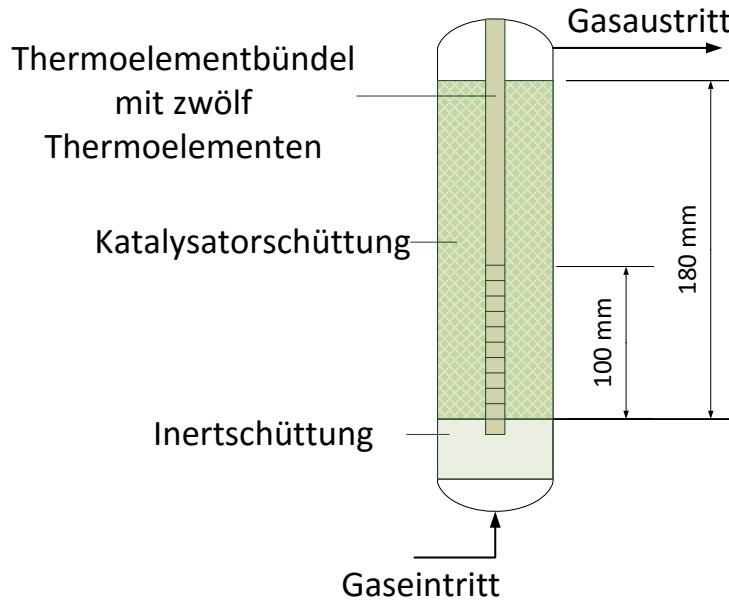 Gasaustritt
Thermoelementbündel
mit zwölf
Thermoelementen
Katalysatorschüttung
180 mm
100 mm
Inertschüttung
Gaseintritt